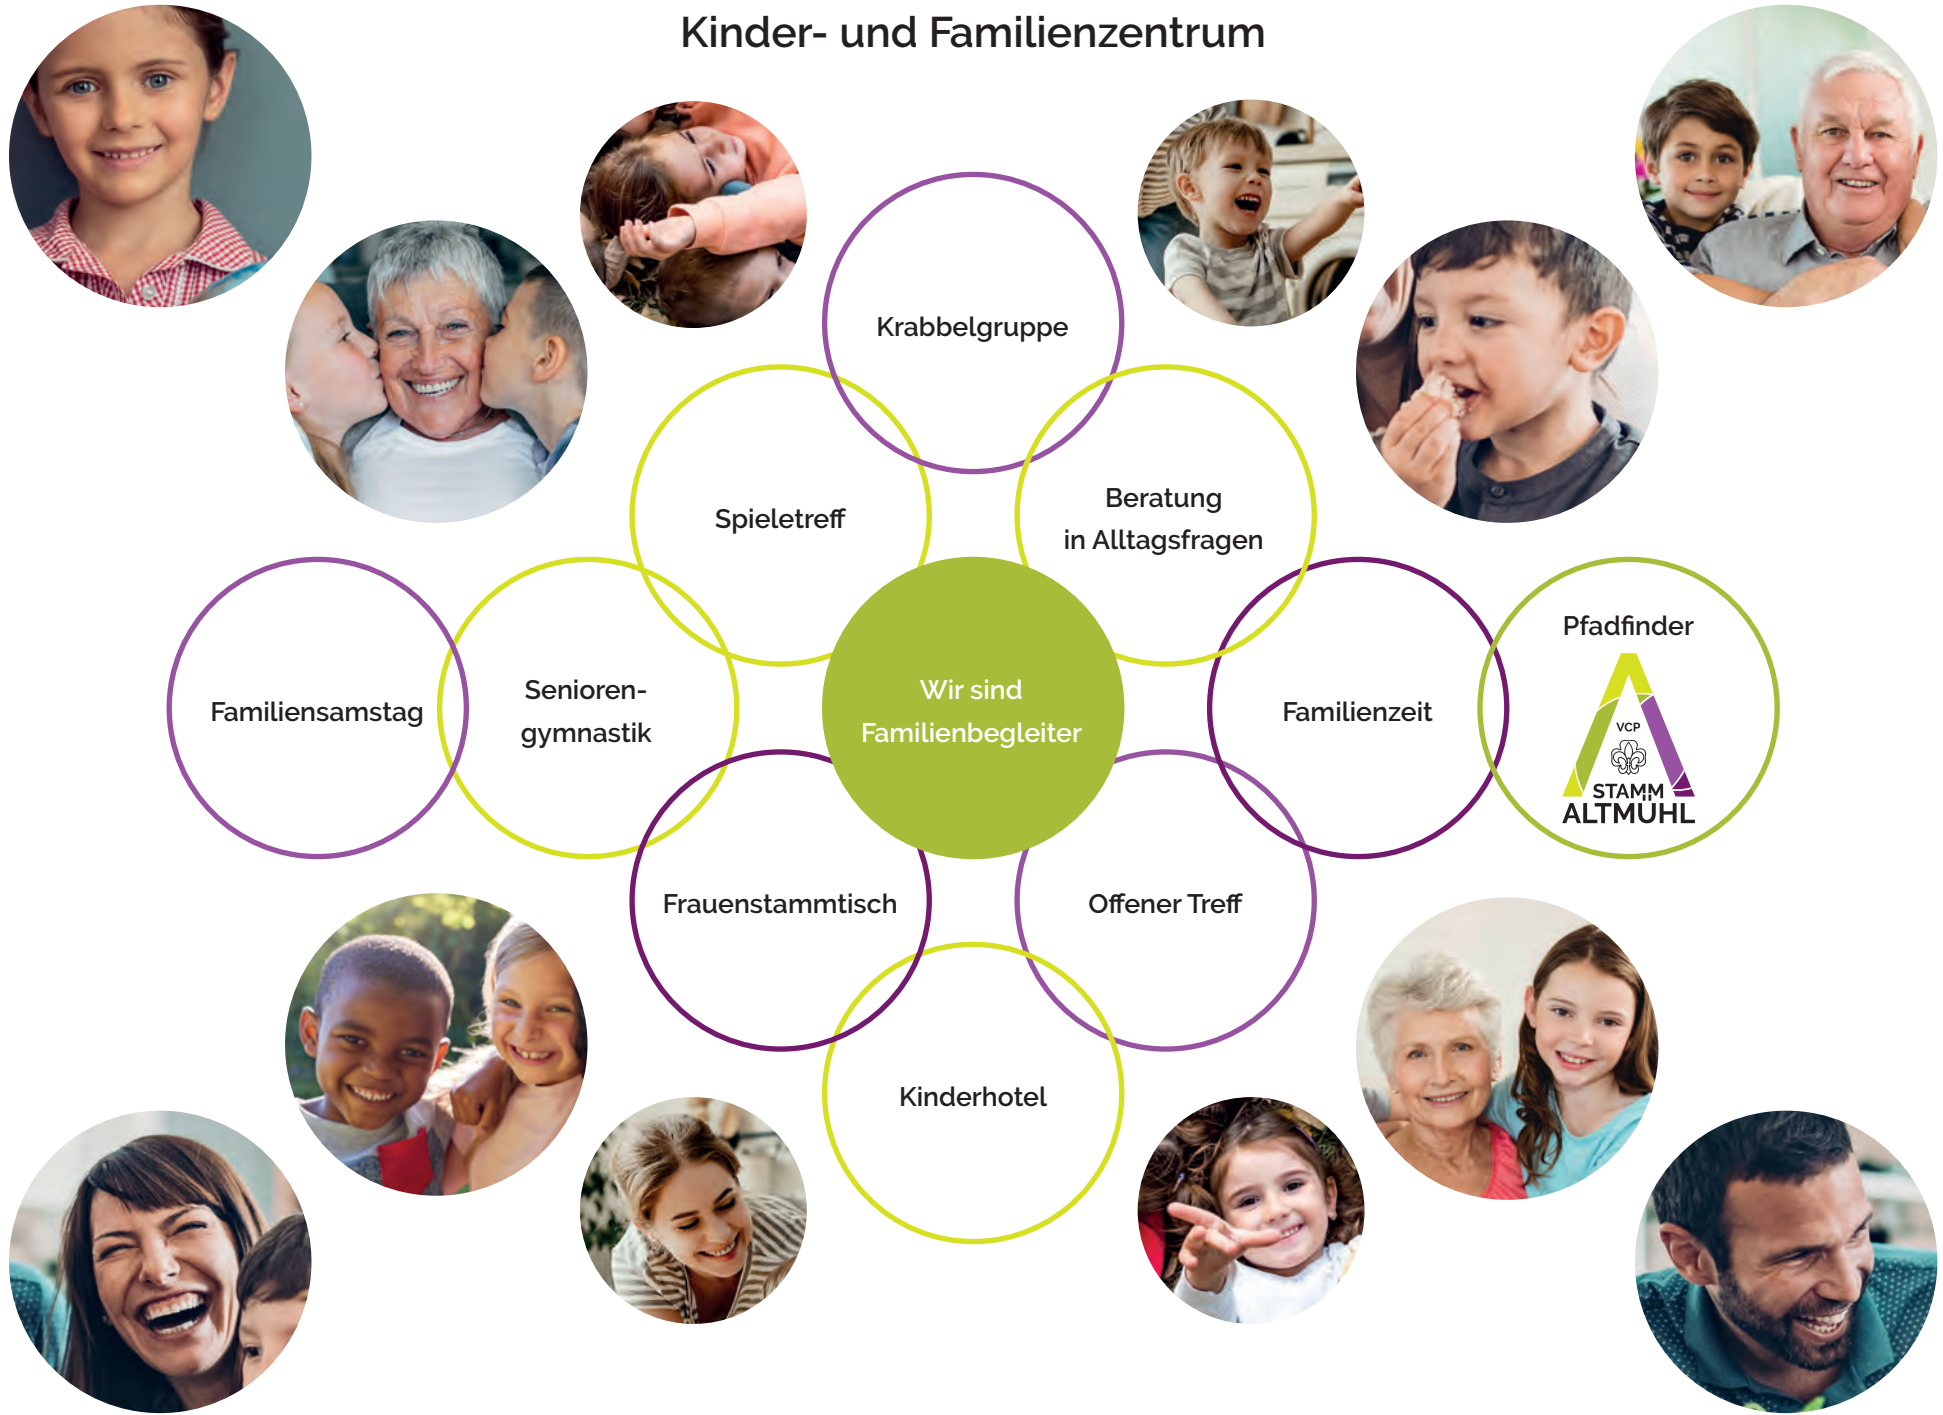 Kinder- und Familienzentrum
Krabbelgruppe
Spieletreff
Beratung
in Alltagsfragen
Familiensamstag
Senioren-
gymnastik
Wir sind
Familienbegleiter
Familienzeit
Pfadfinder
VCP
STAMM
ALTMÜHL
Frauenstammtisch
Offener Treff
Kinderhotel